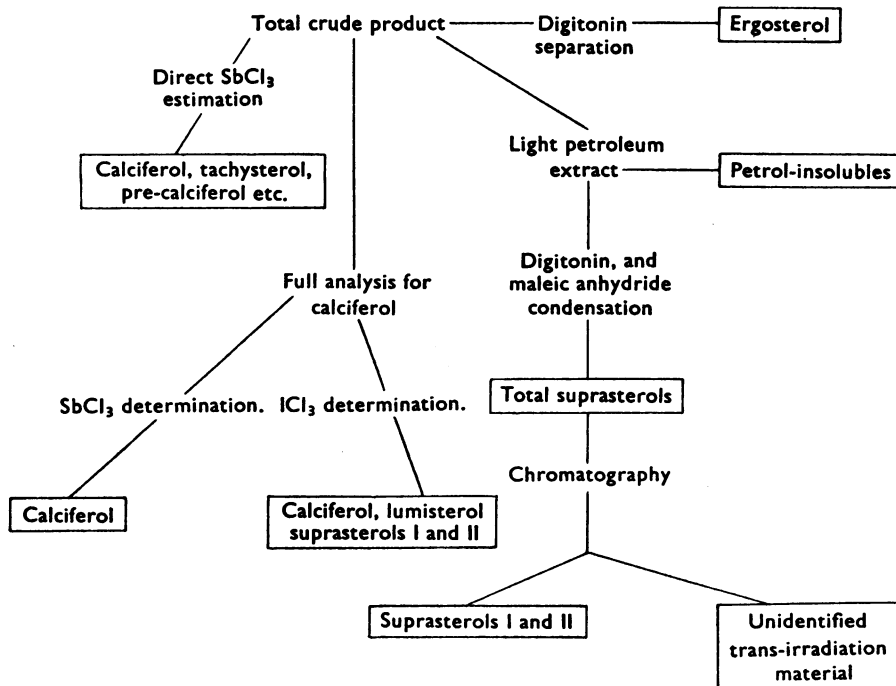 Total crude product
Digitonin
separation
Ergosterol
Direct SbCl₃
estimation
Calciferol, tachysterol,
pre-calciferol etc.
Light petroleum
extract
Petrol-insolubles
Full analysis for
calciferol
Digitonin, and
maleic anhydride
condensation
SbCl₃ determination.
ICl₃ determination.
Total suprasterols
Chromatography
Calciferol
Calciferol, lumisterol
suprasterols I and II
Suprasterols I and II
Unidentified
trans-irradiation
material